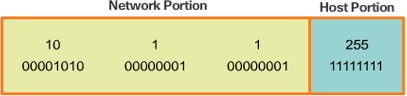 Network Portion Host Portion
10 1 1 255
00001010 00000001 00000001 11111111